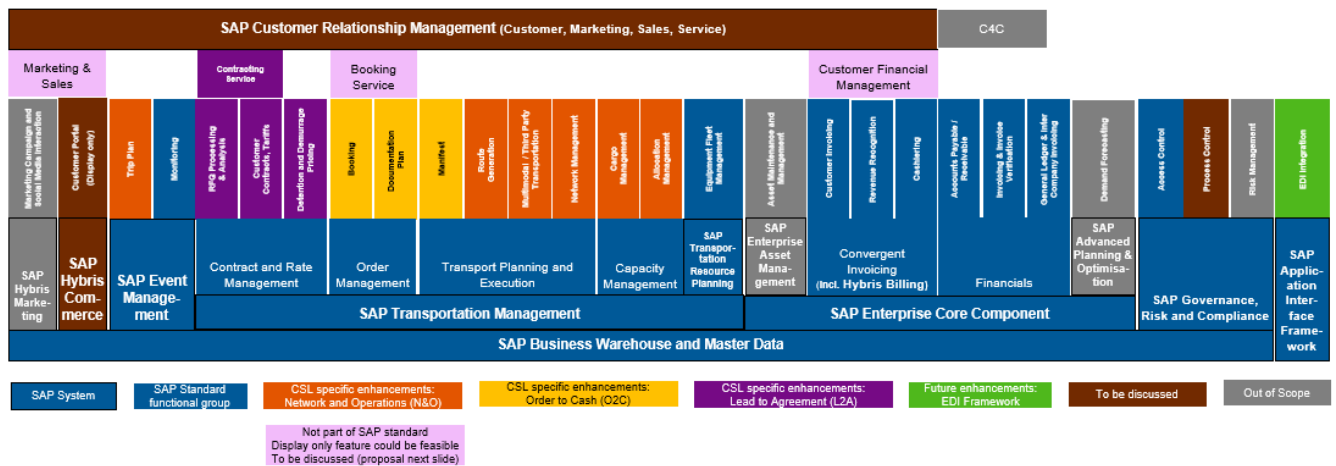 SAP Customer Relationship Management (Customer, Marketing, Sales, Service)
C4C
Marketing &
Sales
Contracting
Service
Booking
Service
Customer Financial
Management
Marketing Campaign and
Social Media Interaction
Customer Portal
(Display only)
Trip Plan
Monitoring
RFQ Processing
& Analysis
Customer
Contracts, Tariffs
Detention and Demurrage
Pricing
Booking
Documentation
Plan
Manifest
Route
Generation
Multimodal / Third Party
Transportation
Network Management
Cargo
Management
Allocation
Management
Equipment Fleet
Management
Asset Maintenance and
Management
Customer Invoicing
Revenue Recognition
Cashiering
Accounts Payable /
Receivable
Invoicing & Invoice
Verification
General Ledger & Inter
Company Invoicing
Demand Forecasting
Access Control
Process Control
Risk Management
EDI Integration
SAP
Hybris
Marke-
ting
SAP
Hybris
Com-
merce
SAP Event
Manage-
ment
Contract and Rate
Management
Order
Management
Transport Planning and
Execution
Capacity
Management
SAP
Transpor-
tation
Resource
Planning
SAP
Enterprise
Asset
Mana-
gement
Convergent
Invoicing
(Incl. Hybris Billing)
Financials
SAP
Advanced
Planning &
Optimisa-
tion
SAP Governance,
Risk and Compliance
SAP
Applic-
ation
Inter-
face
Frame-
work
SAP Transportation Management
SAP Enterprise Core Component
SAP Business Warehouse and Master Data
SAP System
SAP Standard
functional group
CSL specific enhancements:
Network and Operations (N&O)
CSL specific enhancements:
Order to Cash (O2C)
CSL specific enhancements:
Lead to Agreement (L2A)
Future enhancements:
EDI Framework
To be discussed
Out of Scope
Not part of SAP standard
Display only feature could be feasible
To be discussed (proposal next slide)